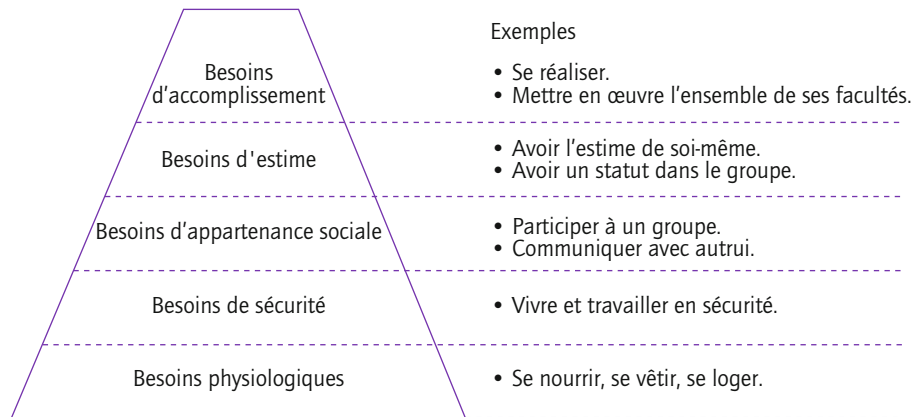 Exemples
Besoins
d’accomplissement
• Se réaliser.
• Mettre en œuvre l’ensemble de ses facultés.
Besoins d'estime
• Avoir l’estime de soi-même.
• Avoir un statut dans le groupe.
Besoins d’appartenance sociale
• Participer à un groupe.
• Communiquer avec autrui.
Besoins de sécurité
• Vivre et travailler en sécurité.
Besoins physiologiques
• Se nourrir, se vêtir, se loger.